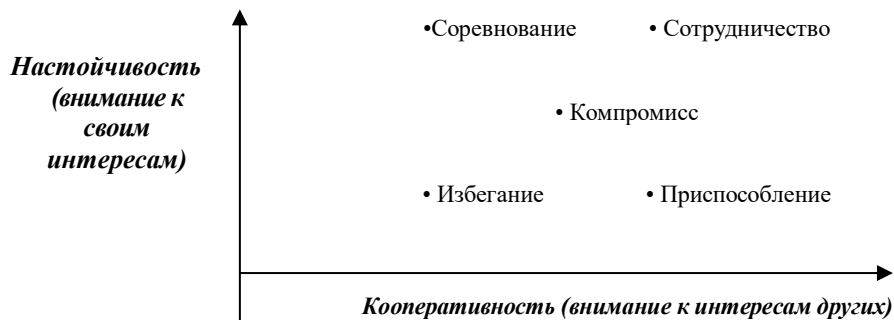 •Соревнование
• Сотрудничество
Настойчивость
(внимание к
своим
интересам)
• Компромисс
• Избегание
• Приспособление
Кооперативность (внимание к интересам других)